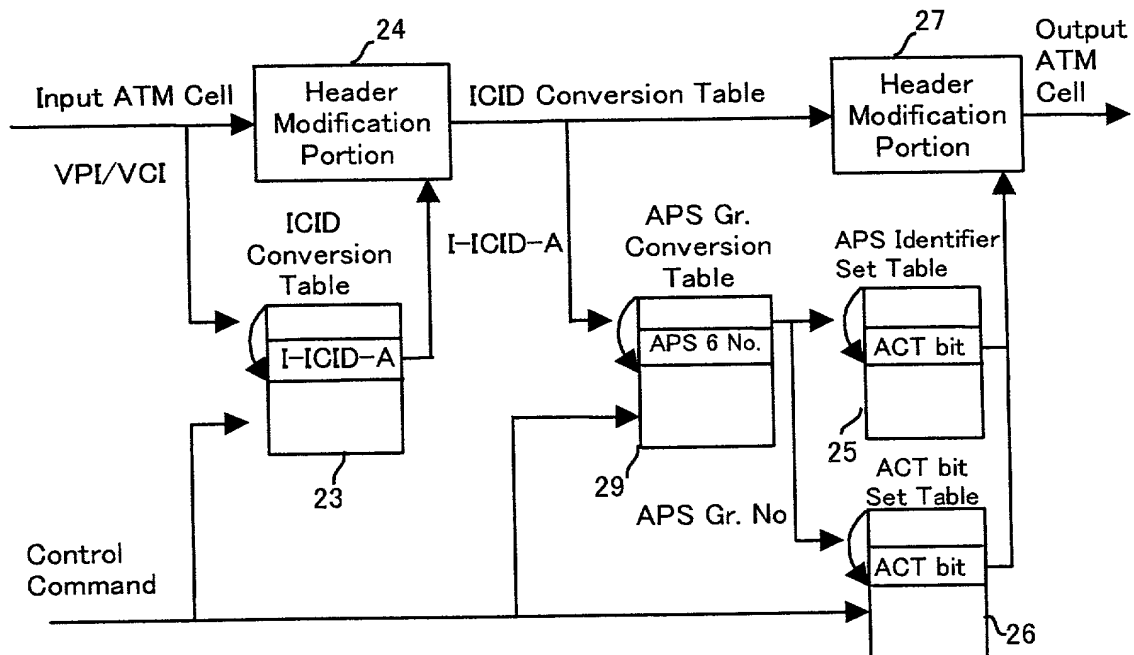 24
27
Output
ATM
Cell
Input ATM Cell
Header
Modification
Portion
ICID Conversion Table
Header
Modification
Portion
VPI/VCI
ICID
Conversion
Table
I-ICID-A
APS Gr.
Conversion
Table
APS Identifier
Set Table
I-ICID-A
APS 6 No.
ACT bit
23
29
25
ACT bit
Set Table
APS Gr. No
Control
Command
ACT bit
26